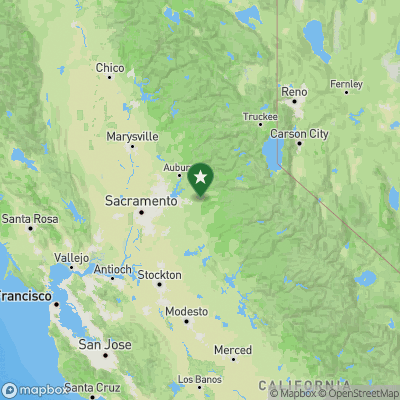 Chico
Reno
Fernley
Truckee
Marysville
Carson City
Aubur
Sacramento
Santa Rosa
Vallejo
Antioch
Stockton
Francisco
Modesto
San Jose
Merced
CALIFORNIA
Los Banos
Santa Cruz
mapbox
© Mapbox © OpenStreetMap